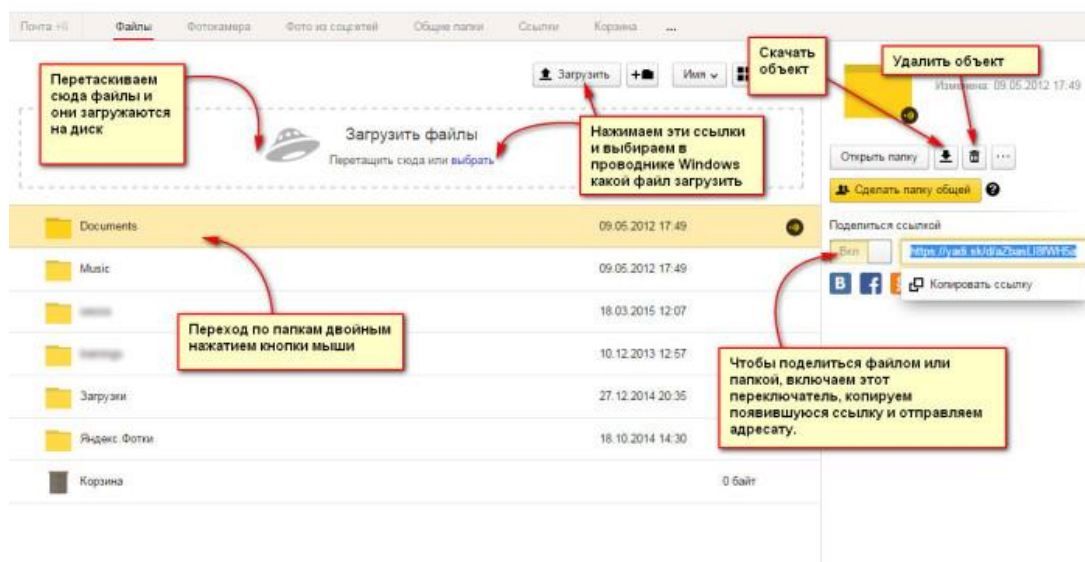 Почта +6 Файлы Фотокамера Фото из соцсетей Общие папки Ссылки Корзина ...
Перетаскиваем
сюда файлы и
они загружаются
на диск
Загрузить
Имя
Скачать
объект
Удалить объект
Изменена: 09.05.2012 17:49
Загрузить файлы
Перетащить сюда или выбрать
Нажимаем эти ссылки
и выбираем в
проводнике Windows
какой файл загрузить
Открыть папку ...
Сделать папку общей ?
Поделиться ссылкой
Вкл
Копировать ссылку
Documents 09.05.2012 17:49
Music 09.05.2012 17:49
18.03.2015 12:07
10.12.2013 12:57
Загрузки 27.12.2014 20:35
Яндекс.Фотки 18.10.2014 14:30
Корзина 0 байт
Переход по папкам двойным
нажатием кнопки мыши
Чтобы поделиться файлом или
папкой, включаем этот
переключатель, копируем
появившуюся ссылку и отправляем
адресату.